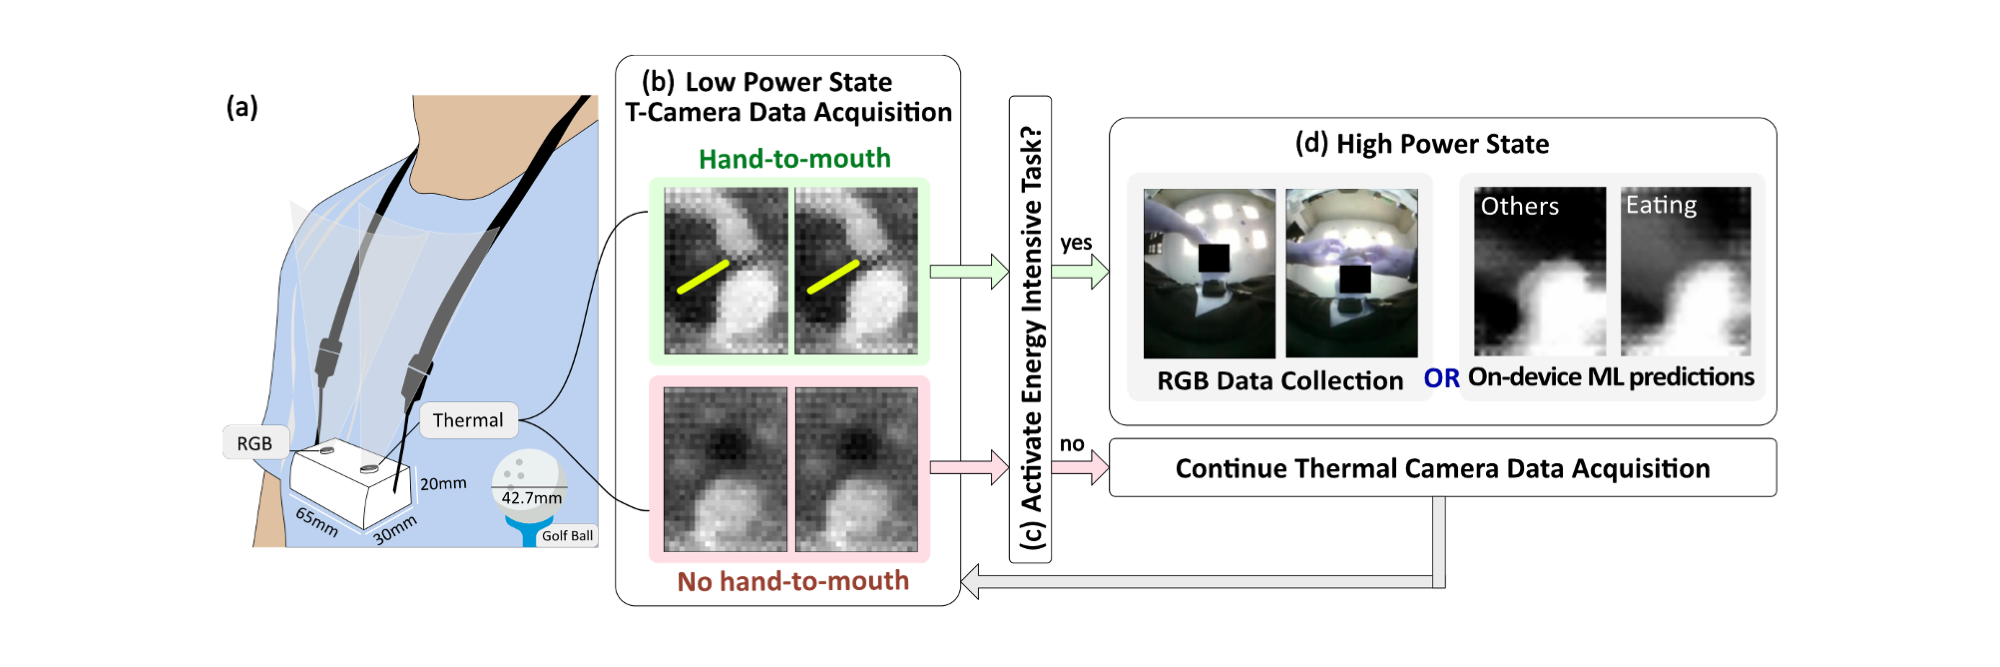 (a)
RGB
Thermal
20mm
65mm
30mm
42.7mm
Golf Ball
(b) Low Power State
T-Camera Data Acquisition
Hand-to-mouth
No hand-to-mouth
(c) Activate Energy Intensive Task?
yes
no
(d) High Power State
Others
Eating
RGB Data Collection OR On-device ML predictions
Continue Thermal Camera Data Acquisition